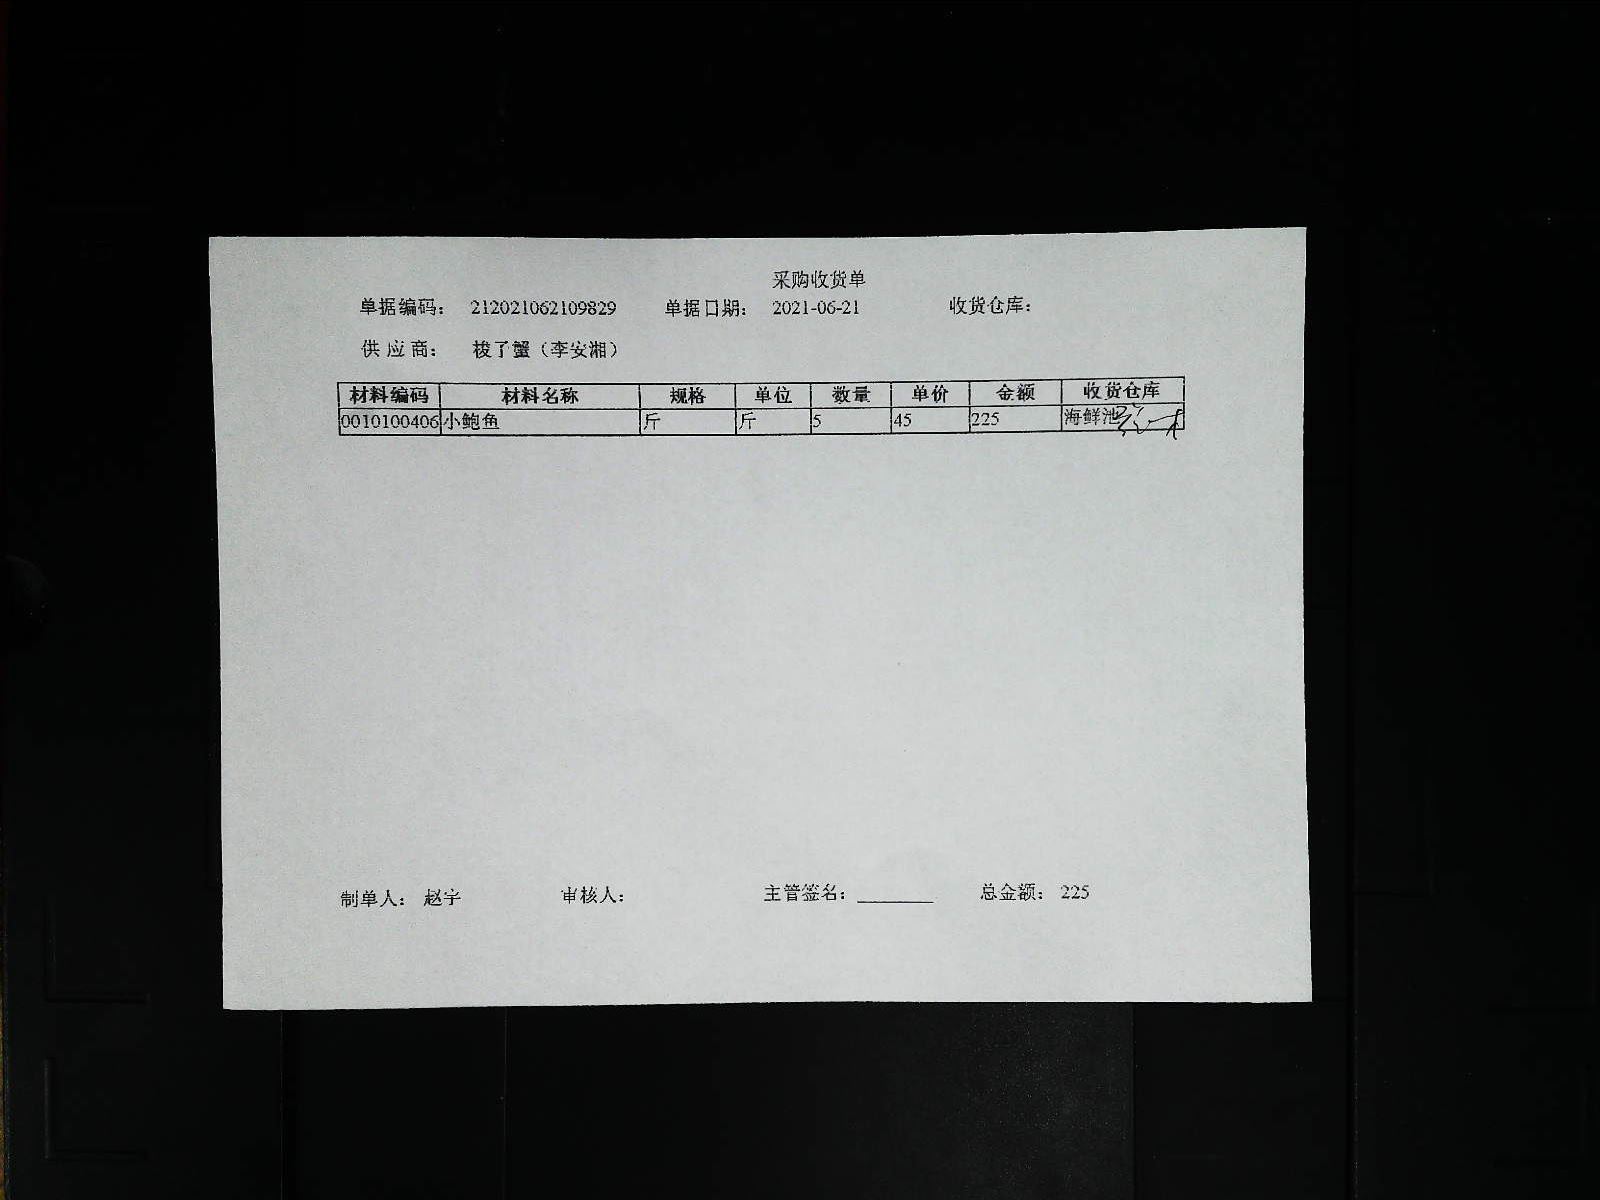 采购收货单
单据编码： 212021062109829 单据日期： 2021-06-21 收货仓库：
供应商： 梭了蟹（李安湘）
材料编码 材料名称 规格 单位 数量 单价 金额 收货仓库
0010100406 小鲍鱼 斤 斤 5 45 225 海鲜池
制单人： 赵宇 审核人： 主管签名： ________ 总金额： 225